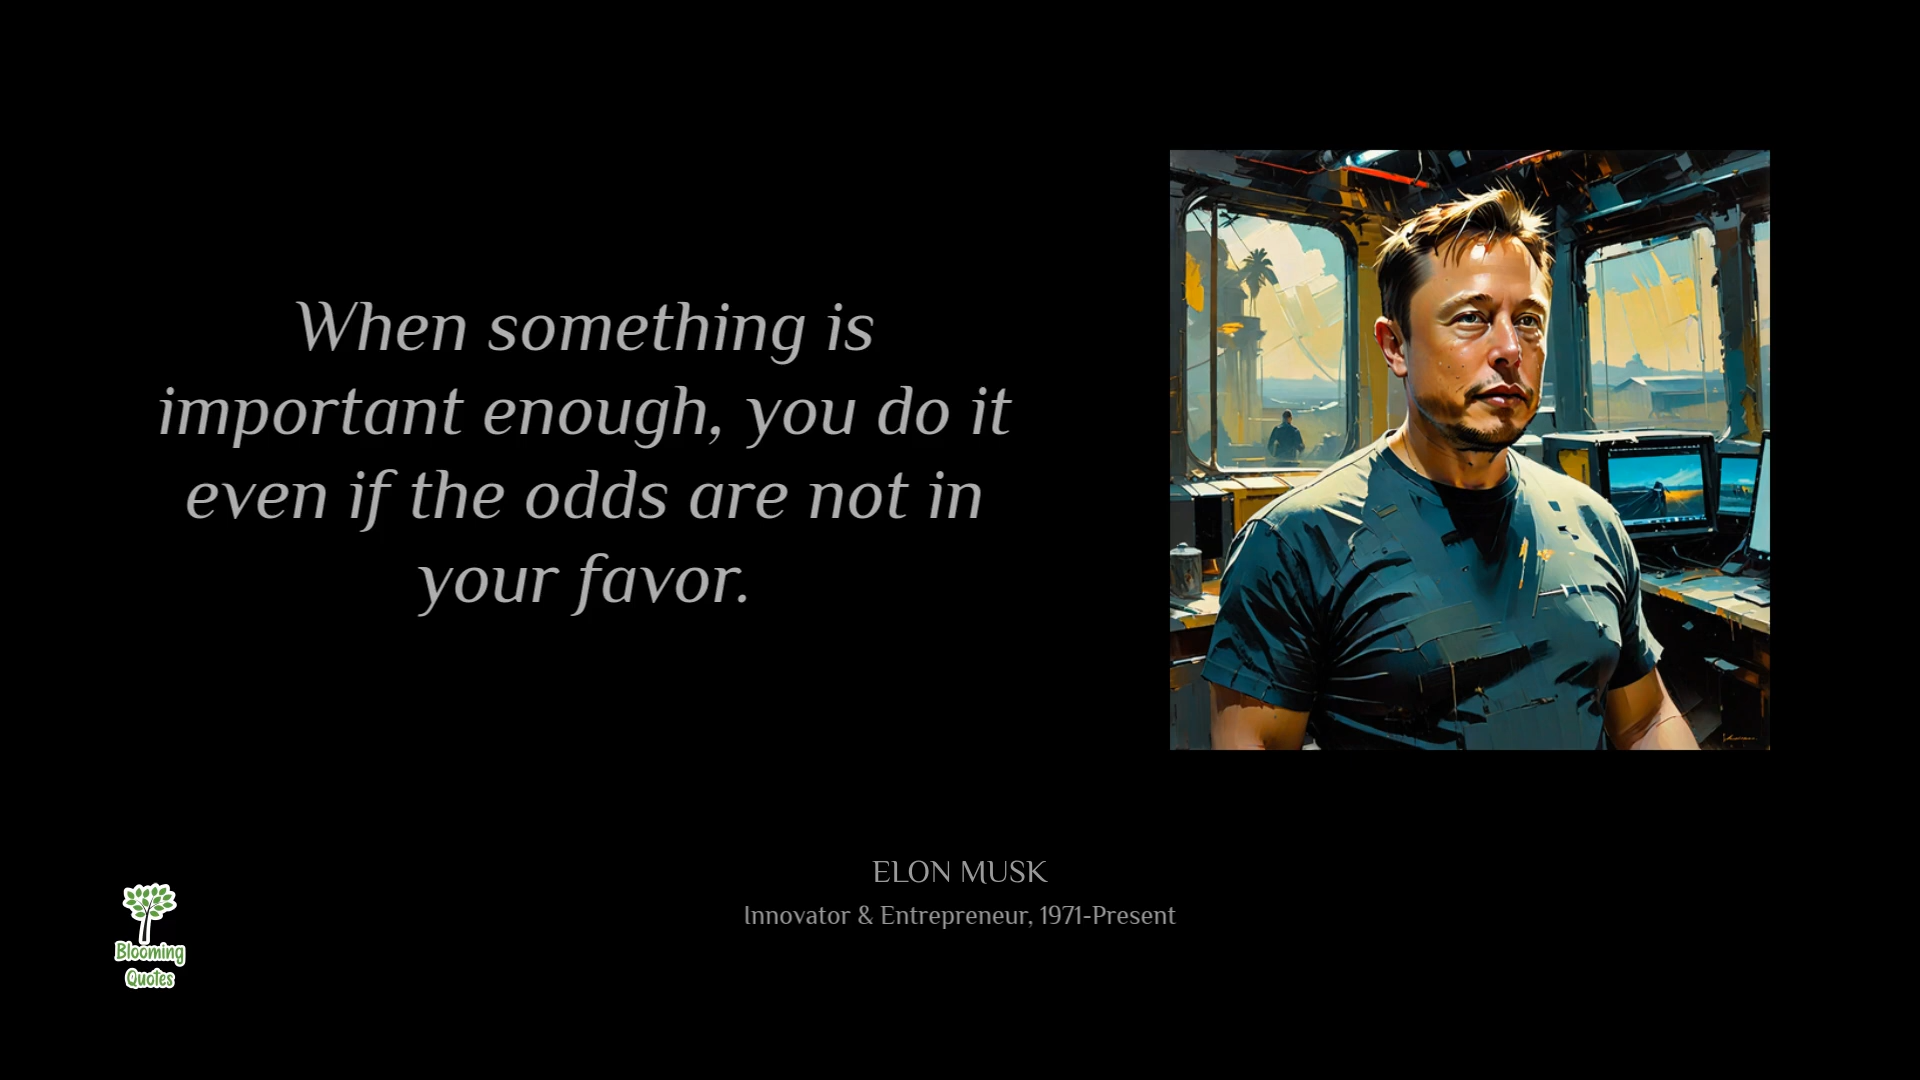 When something is
important enough, you do it
even if the odds are not in
your favor.
ELON MUSK
Innovator & Entrepreneur, 1971-Present
Blooming
Quotes